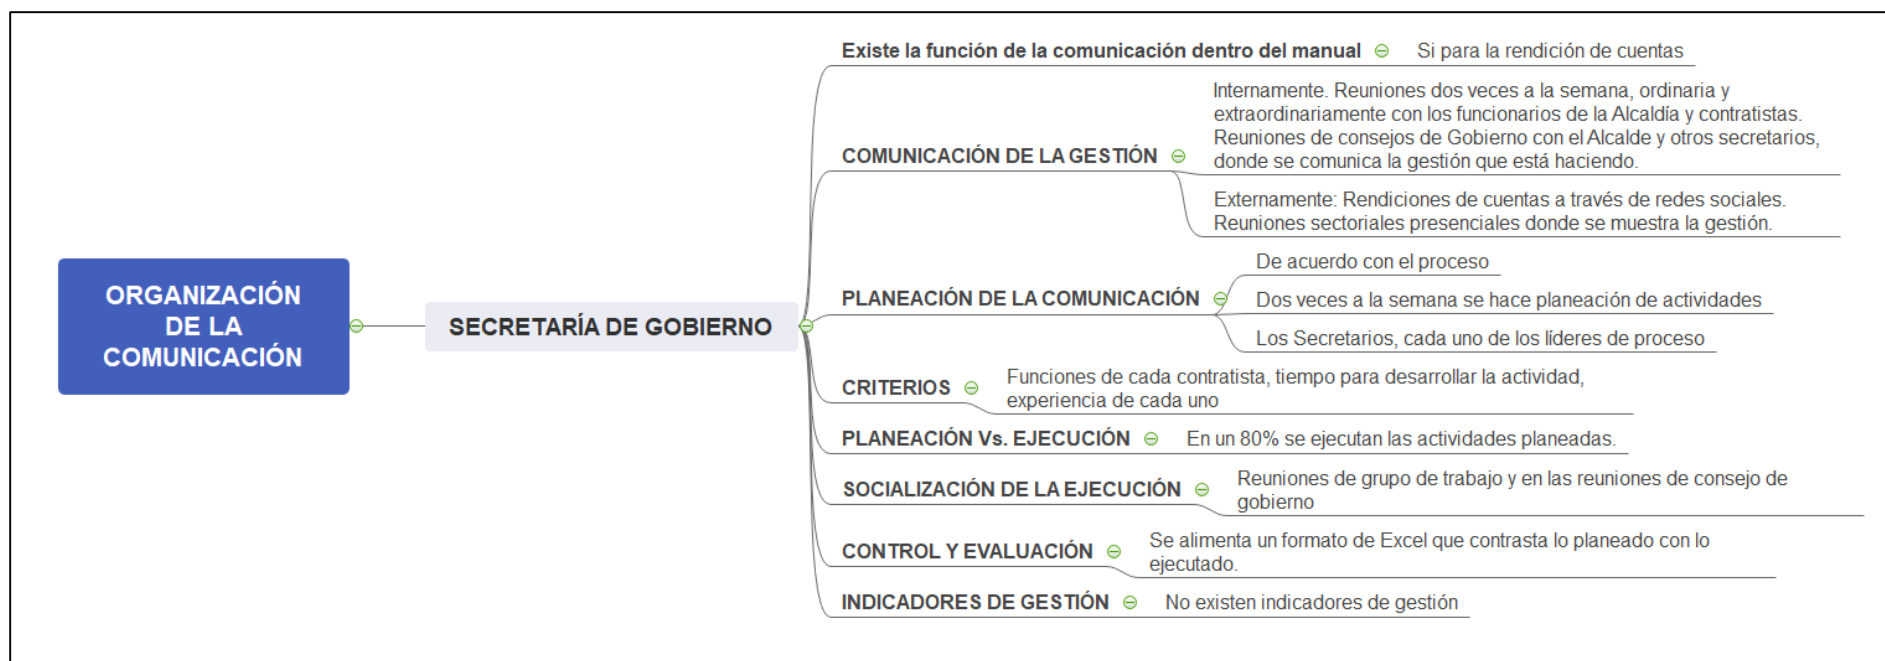 ORGANIZACIÓN
DE LA
COMUNICACIÓN
SECRETARÍA DE GOBIERNO
Existe la función de la comunicación dentro del manual
Si para la rendición de cuentas
COMUNICACIÓN DE LA GESTIÓN
Internamente. Reuniones dos veces a la semana, ordinaria y
extraordinariamente con los funcionarios de la Alcaldía y contratistas.
Reuniones de consejos de Gobierno con el Alcalde y otros secretarios,
donde se comunica la gestión que está haciendo.
Externamente: Rendiciones de cuentas a través de redes sociales.
Reuniones sectoriales presenciales donde se muestra la gestión.
PLANEACIÓN DE LA COMUNICACIÓN
De acuerdo con el proceso
Dos veces a la semana se hace planeación de actividades
Los Secretarios, cada uno de los líderes de proceso
CRITERIOS
Funciones de cada contratista, tiempo para desarrollar la actividad,
experiencia de cada uno
PLANEACIÓN Vs. EJECUCIÓN
En un 80% se ejecutan las actividades planeadas.
SOCIALIZACIÓN DE LA EJECUCIÓN
Reuniones de grupo de trabajo y en las reuniones de consejo de
gobierno
CONTROL Y EVALUACIÓN
Se alimenta un formato de Excel que contrasta lo planeado con lo
ejecutado.
INDICADORES DE GESTIÓN
No existen indicadores de gestión